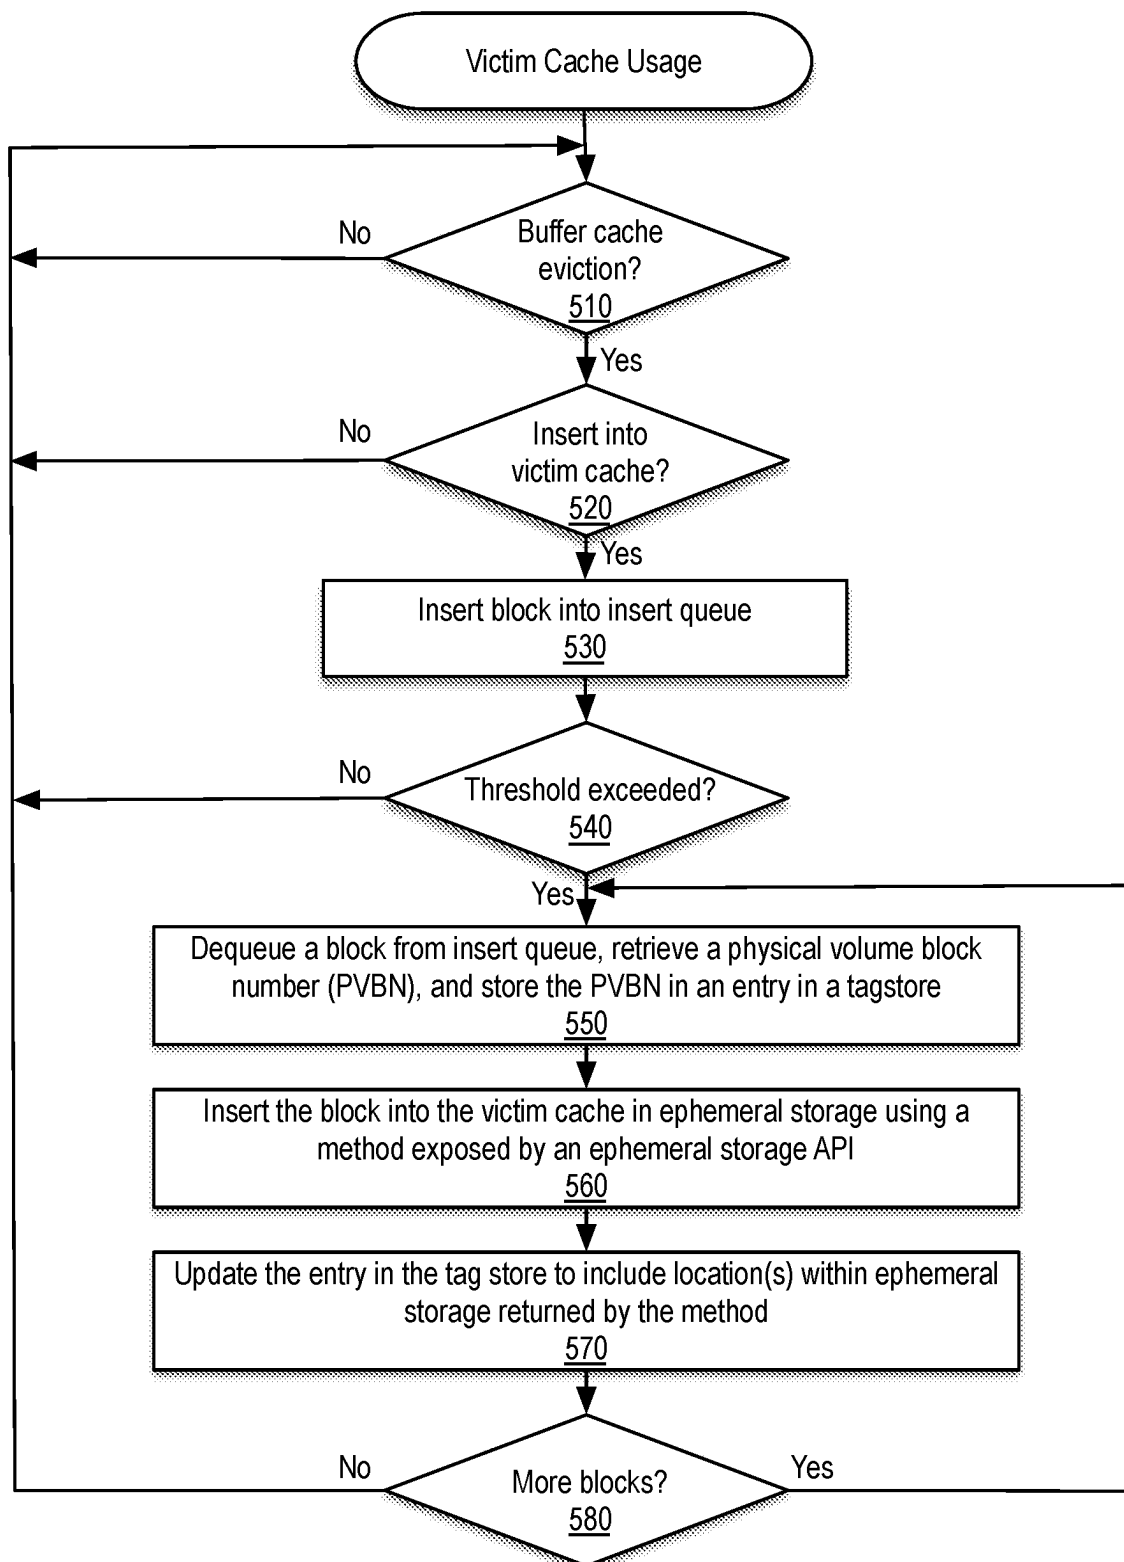 Victim Cache Usage
No
Buffer cache
eviction?
510
Yes
No
Insert into
victim cache?
520
Yes
Insert block into insert queue
530
No
Threshold exceeded?
540
Yes
Dequeue a block from insert queue, retrieve a physical volume block
number (PVBN), and store the PVBN in an entry in a tagstore
550
Insert the block into the victim cache in ephemeral storage using a
method exposed by an ephemeral storage API
560
Update the entry in the tag store to include location(s) within ephemeral
storage returned by the method
570
No
More blocks?
580
Yes